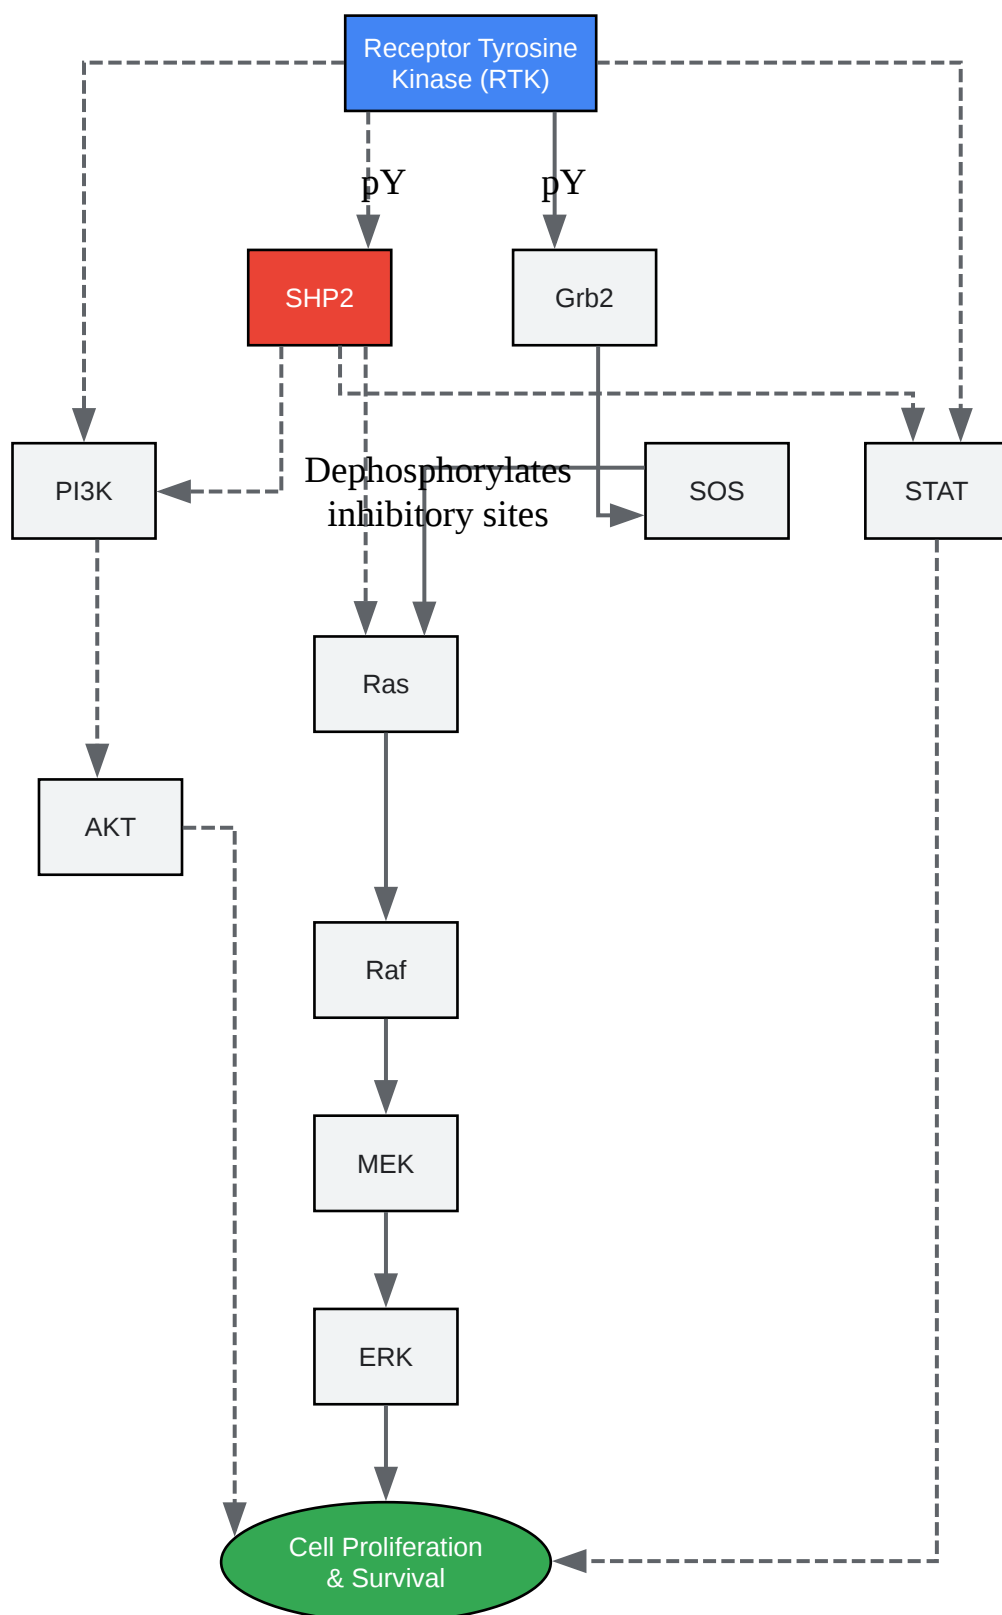 Receptor Tyrosine
Kinase (RTK)
pY
pY
SHP2
Grb2
PI3K
Dephosphorylates
inhibitory sites
SOS
STAT
Ras
AKT
Raf
MEK
ERK
Cell Proliferation
& Survival